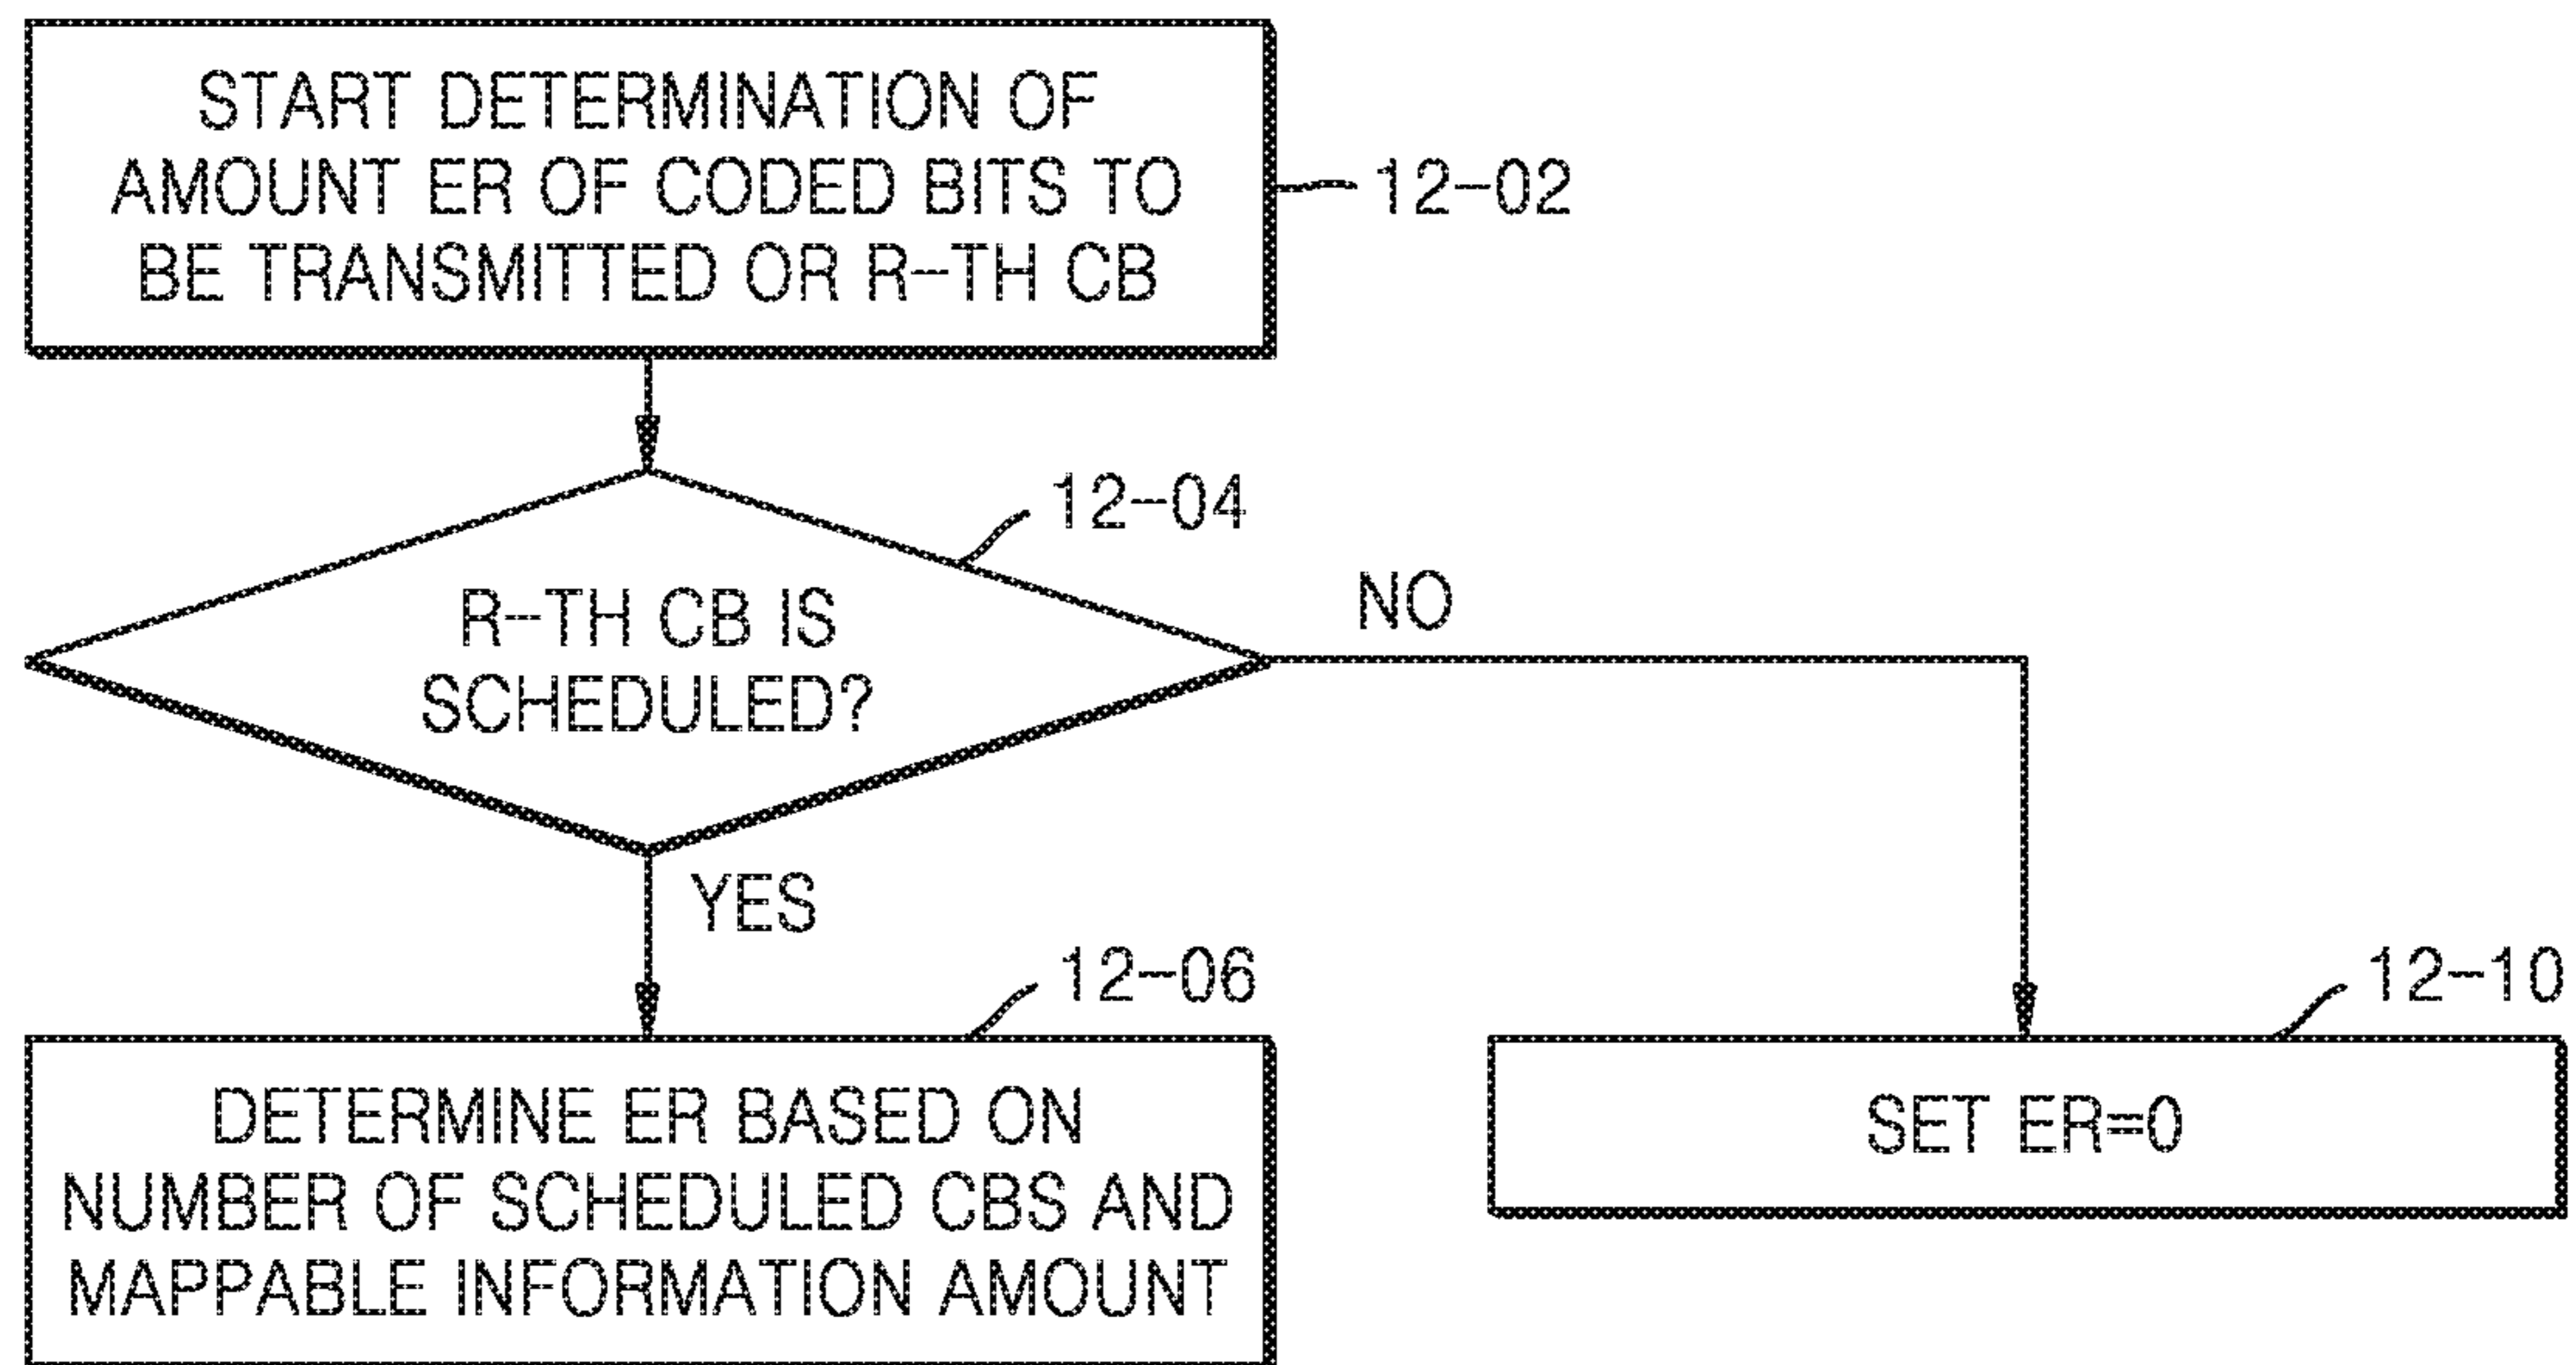 START DETERMINATION OF
AMOUNT ER OF CODED BITS TO
BE TRANSMITTED OR R-TH CB
12-02
12-04
R-TH CB IS
SCHEDULED?
NO
YES
12-06
DETERMINE ER BASED ON
NUMBER OF SCHEDULED CBS AND
MAPPABLE INFORMATION AMOUNT
12-10
SET ER=0